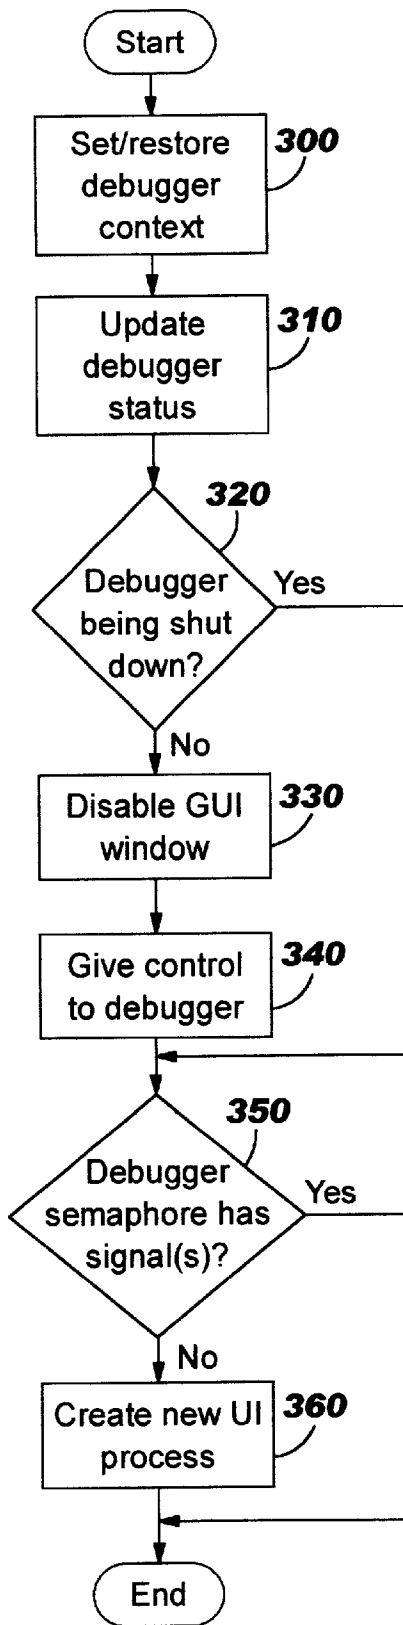 Start
Set/restore
debugger
context
300
Update
debugger
status
310
320
Debugger
being shut
down?
Yes
No
Disable GUI
window
330
Give control
to debugger
340
350
Debugger
semaphore has
signal(s)?
Yes
No
Create new UI
process
360
End